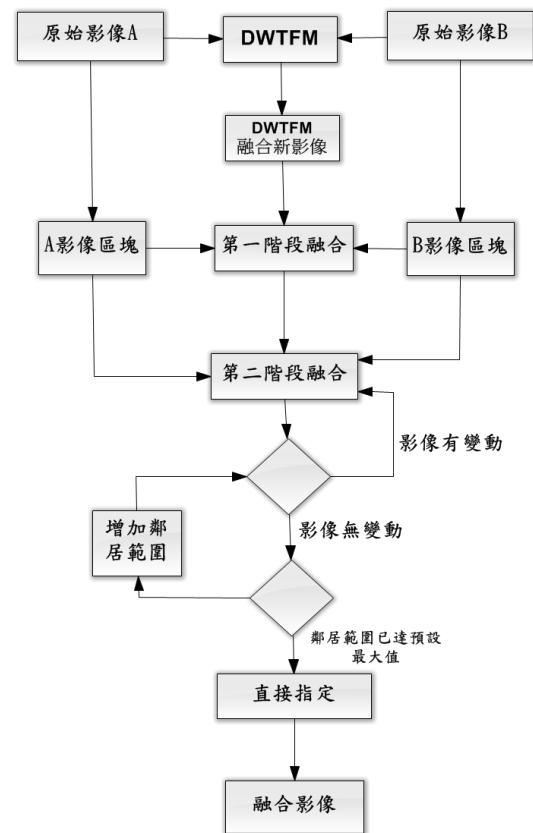 原始影像A
DWTFM
原始影像B
DWTFM
融合新影像
A影像區塊
第一階段融合
B影像區塊
第二階段融合
影像有變動
增加鄰
居範圍
影像無變動
鄰居範圍已達預設
最大值
直接指定
融合影像